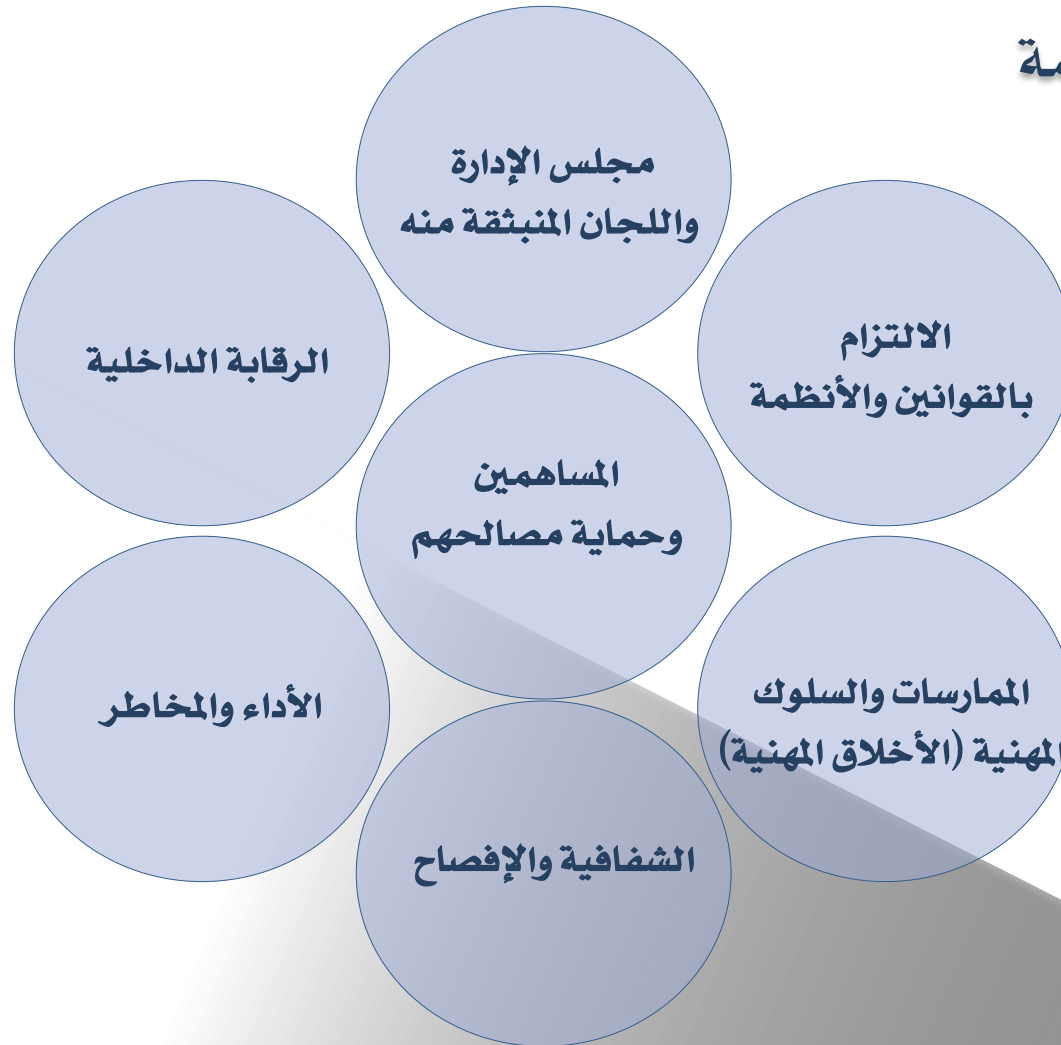 مجلس الإدارة
واللجان المنبثقة منه
الالتزام
بالقوانين والأنظمة
الرقابة الداخلية
المساهمين
وحماية مصالحهم
الممارسات والسلوك
المهنية (الأخلاق المهنية)
الأداء والمخاطر
الشفافية والإفصاح